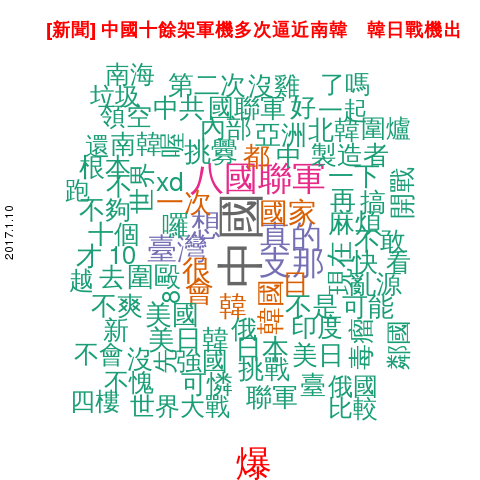 [新聞] 中國十餘架軍機多次逼近南韓　韓日戰機出
2017.1.10
南海
第二次
沒雞
了嗎
垃圾
領空
中共
國聯軍
好
一起
內部
亞洲
北韓
圍爐
還
南韓
喔
挑釁
都
中
製造者
根本
跑
不
世界
xd
八國聯軍
一下
開戰
不夠
一次
國家
再
搞
麻煩
囉
想
中國
真的
十個
臺灣
支那
現在
不敢
才
10
很
快
看
越
去
圍毆
8
會
韓
韓國
日
亂源
不爽
美國
不是
可能
新
美日韓
俄
印度
毒瘤
鄰國
不會
沒
先
強國
日本
美日
挑戰
不愧
可憐
臺
俄國
四樓
世界大戰
聯軍
比較
爆